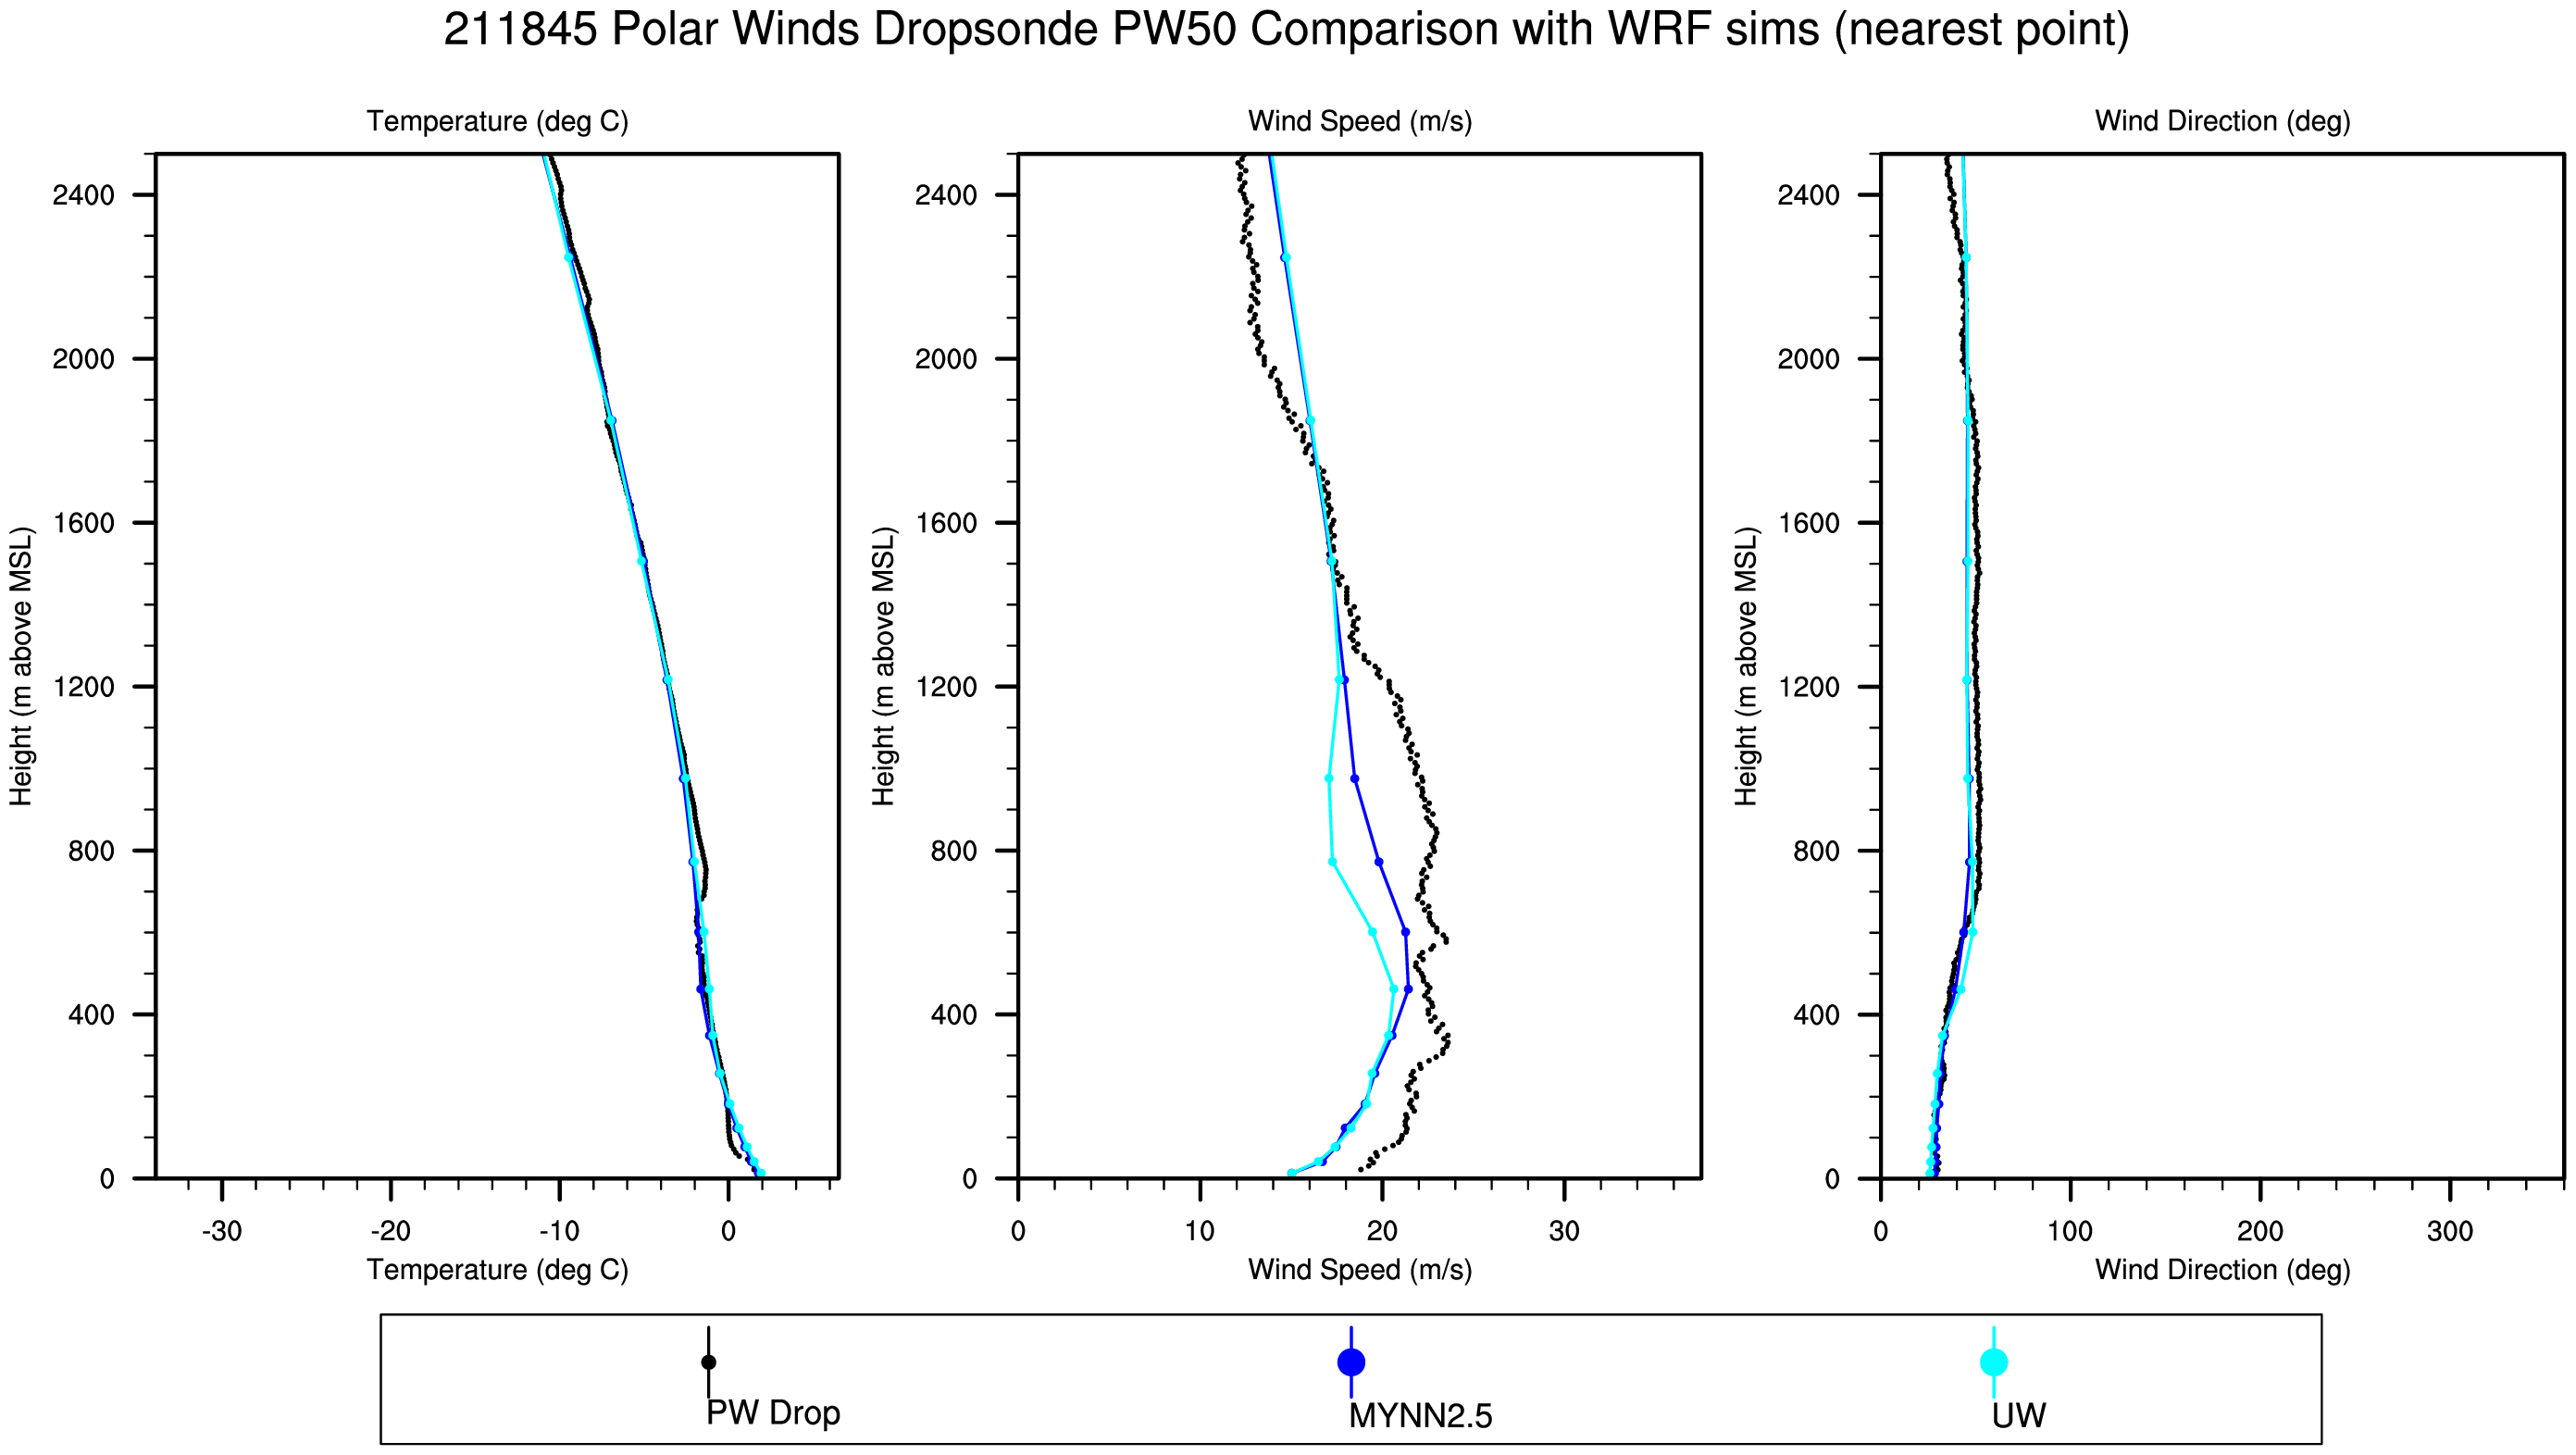 211845 Polar Winds Dropsonde PW50 Comparison with WRF sims (nearest point)
Temperature (deg C)
Wind Speed (m/s)
Wind Direction (deg)
Height (m above MSL)
2400
2000
1600
1200
800
400
0
-30
-20
-10
0
Temperature (deg C)
Height (m above MSL)
2400
2000
1600
1200
800
400
0
0
10
20
30
Wind Speed (m/s)
Height (m above MSL)
2400
2000
1600
1200
800
400
0
0
100
200
300
Wind Direction (deg)
PW Drop
MYNN2.5
UW